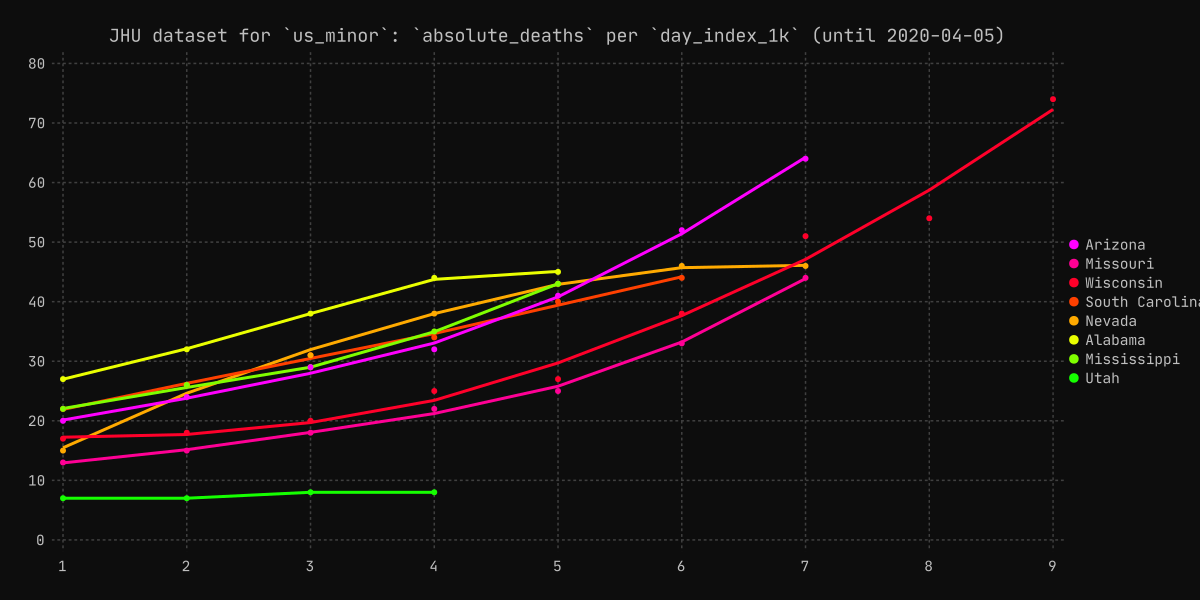 JHU dataset for `us_minor`: `absolute_deaths` per `day_index_1k` (until 2020-04-05)
80
70
60
50
40
30
20
10
0
1 2 3 4 5 6 7 8 9
Arizona
Missouri
Wisconsin
South Carolina
Nevada
Alabama
Mississippi
Utah